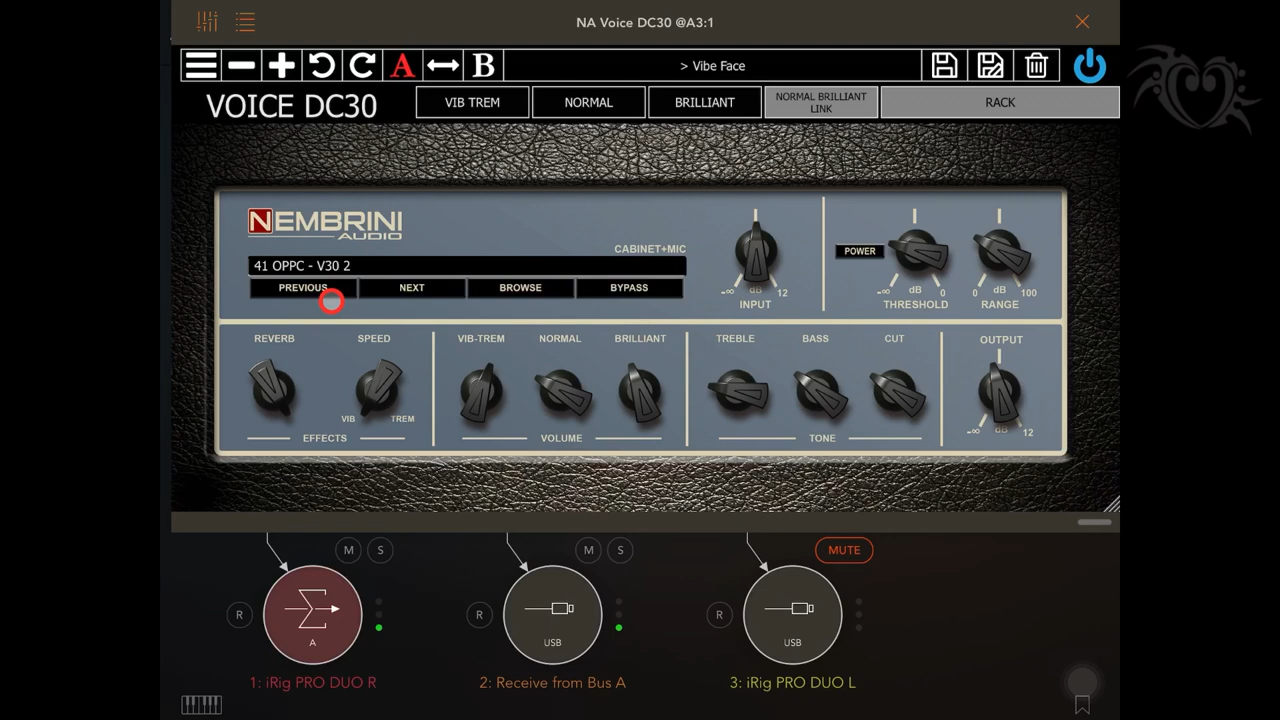 NA Voice DC30 @A3:1
A B > Vibe Face
VOICE DC30 VIB TREM NORMAL BRILLIANT NORMAL BRILLIANT LINK RACK
NEMBRINI
AUDIO
CABINET+MIC
41 OPPC - V30 2
PREVIOUS NEXT BROWSE BYPASS
-∞ dB 12
INPUT
POWER
-∞ dB 0
THRESHOLD
0 dB 100
RANGE
REVERB SPEED VIB-TREM NORMAL BRILLIANT TREBLE BASS CUT OUTPUT
VIB TREM
-∞ dB 12
EFFECTS VOLUME TONE
M S M S MUTE
R R R
A USB USB
1: iRig PRO DUO R 2: Receive from Bus A 3: iRig PRO DUO L